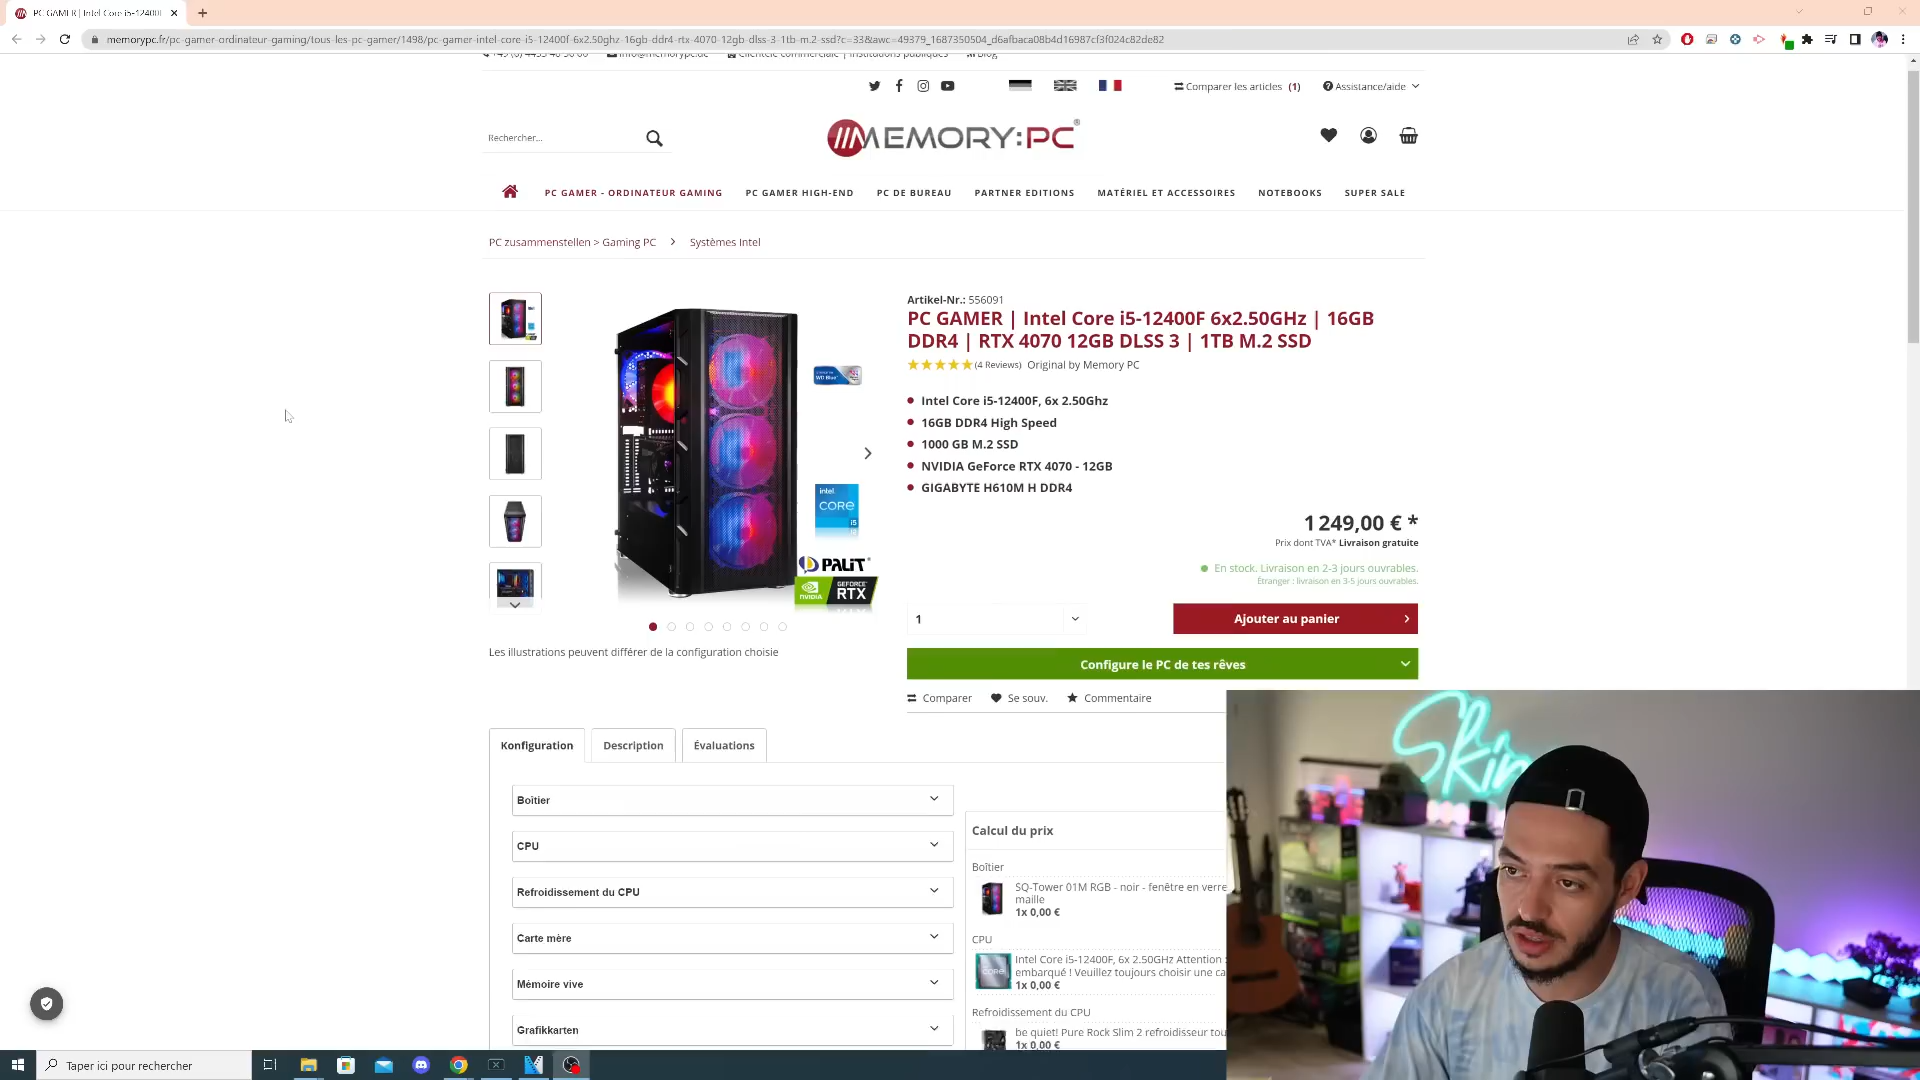 PC GAMER | Intel Core i5-12400F
memorypc.fr/pc-gamer-ordinateur-gaming/tous-les-pc-gamer/1498/pc-gamer-intel-core-i5-12400f-6x2.50ghz-16gb-ddr4-rtx-4070-12gb-dlss-3-1tb-m.2-ssd?c=33&awc=49379_1687350504_d6afbaca08b4d16987cf3f024c82de82
Comparer les articles (1)
Assistance/aide
Rechercher...
MEMORY:PC®
PC GAMER - ORDINATEUR GAMING
PC GAMER HIGH-END
PC DE BUREAU
PARTNER EDITIONS
MATÉRIEL ET ACCESSOIRES
NOTEBOOKS
SUPER SALE
PC zusammenstellen > Gaming PC
Systèmes Intel
Artikel-Nr.: 556091
PC GAMER | Intel Core i5-12400F 6x2.50GHz | 16GB
DDR4 | RTX 4070 12GB DLSS 3 | 1TB M.2 SSD
(4 Reviews) Original by Memory PC
Intel Core i5-12400F, 6x 2.50Ghz
16GB DDR4 High Speed
1000 GB M.2 SSD
NVIDIA GeForce RTX 4070 - 12GB
GIGABYTE H610M H DDR4
intel
CORE
i5
PALIT
NVIDIA
GEFORCE
RTX
1 249,00 € *
Prix dont TVA* Livraison gratuite
En stock. Livraison en 2-3 jours ouvrables.
Étranger : livraison en 3-5 jours ouvrables.
1
Ajouter au panier
Configure le PC de tes rêves
Les illustrations peuvent différer de la configuration choisie
Comparer
Se souv.
Commentaire
Konfiguration
Description
Évaluations
Boîtier
CPU
Refroidissement du CPU
Carte mère
Mémoire vive
Grafikkarten
Calcul du prix
Boîtier
SQ-Tower 01M RGB - noir - fenêtre en verre
maille
1x 0,00 €
CPU
Intel Core i5-12400F, 6x 2.50GHz Attention :
embarqué ! Veuillez toujours choisir une ca
1x 0,00 €
Refroidissement du CPU
be quiet! Pure Rock Slim 2 refroidisseur tou
1x 0,00 €
Skin
Taper ici pour rechercher